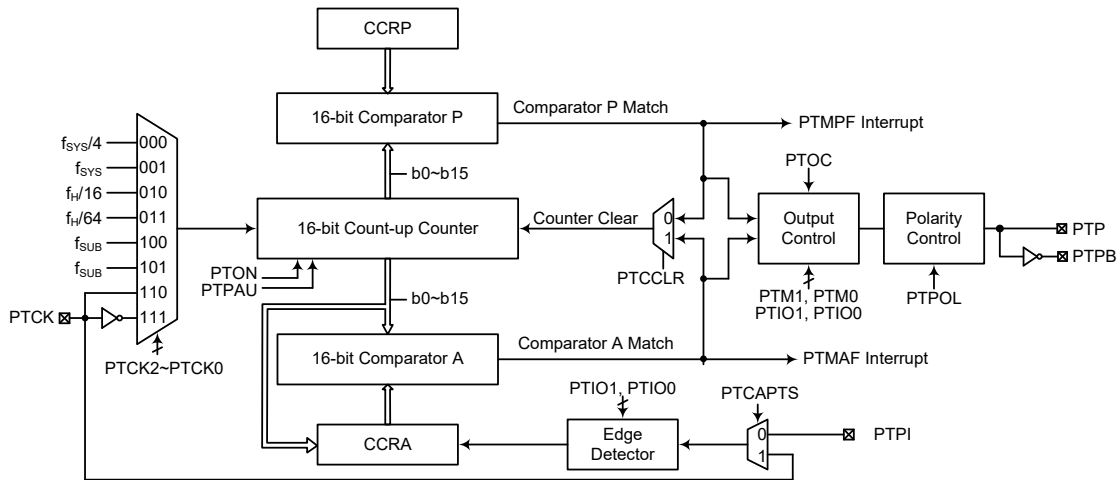 CCRP
16-bit Comparator P
Comparator P Match
PTMPF Interrupt
b0~b15
fSYS/4
000
fSYS
001
fH/16
010
fH/64
011
fSUB
100
fSUB
101
110
111
PTCK
PTCK2~PTCK0
16-bit Count-up Counter
PTON
PTPAU
Counter Clear
0
1
PTCCLR
PTOC
Output
Control
PTM1, PTM0
PTIO1, PTIO0
Polarity
Control
PTPOL
PTP
PTPB
b0~b15
16-bit Comparator A
Comparator A Match
PTMAF Interrupt
CCRA
PTIO1, PTIO0
Edge
Detector
PTCAPTS
0
1
PTPI